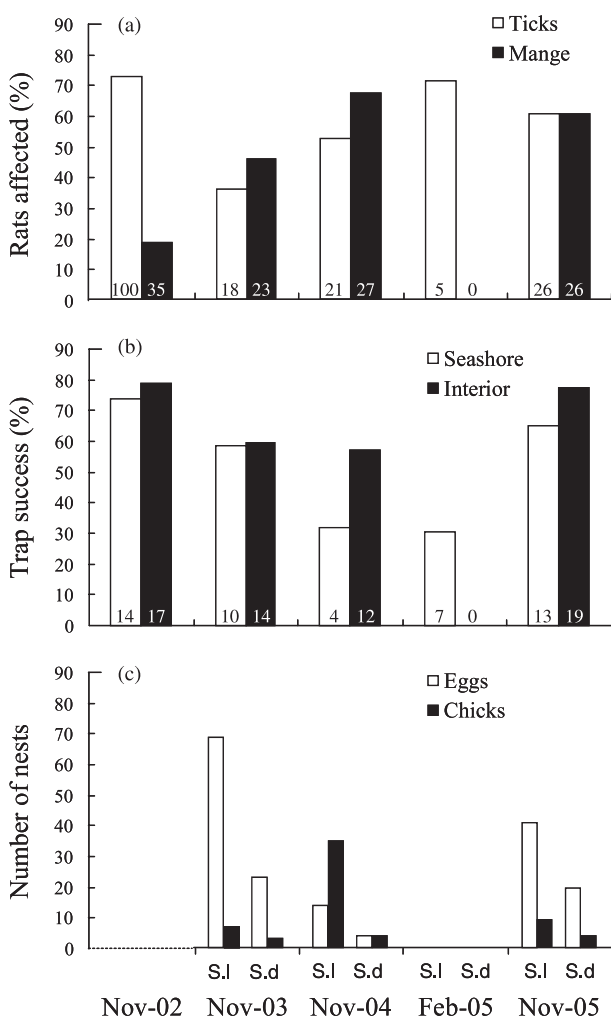 (a)
Ticks
Mange
Rats affected (%)
90
80
70
60
50
40
30
20
10
0
100 35 18 23 21 27 5 0 26 26
(b)
Seashore
Interior
Trap success (%)
90
80
70
60
50
40
30
20
10
0
14 17 10 14 4 12 7 0 13 19
(c)
Eggs
Chicks
Number of nests
90
80
70
60
50
40
30
20
10
0
S.l S.d S.l S.d S.l S.d S.l S.d
Nov-02 Nov-03 Nov-04 Feb-05 Nov-05